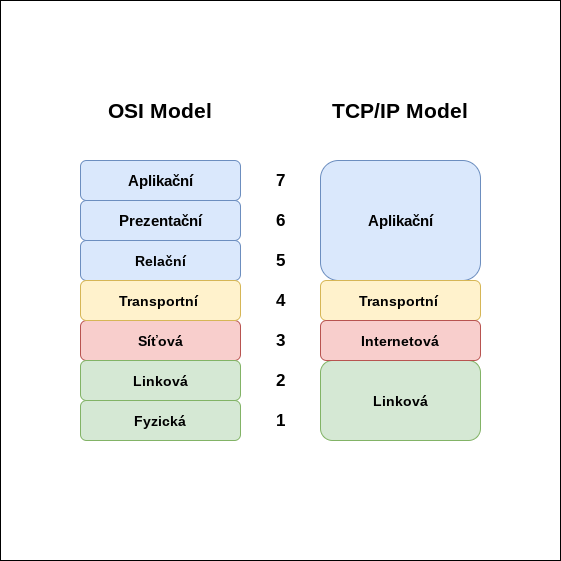 OSI Model
TCP/IP Model
Aplikační
7
Prezentační
6
Aplikační
Relační
5
Transportní
4
Transportní
Síťová
3
Internetová
Linková
2
Linková
Fyzická
1